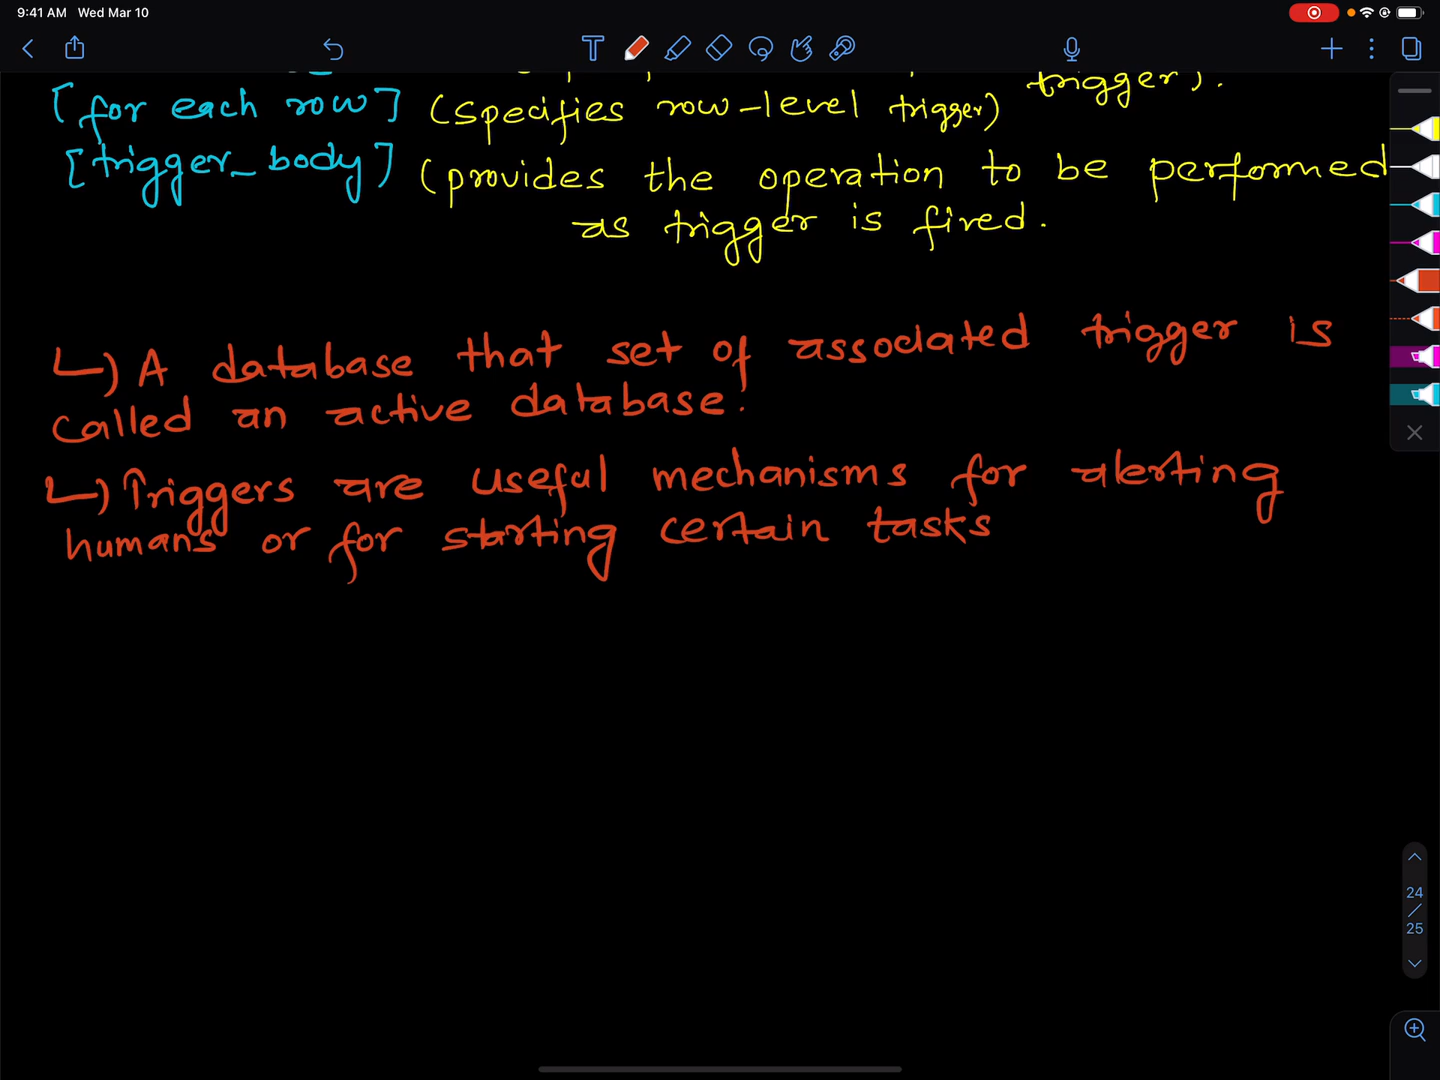 9:41 AM Wed Mar 10
trigger).
[for each row] (specifies row-level trigger)
[trigger_body] (provides the operation to be performed
as trigger is fired.
↳) A database that set of associated trigger is
called an active database.
↳) Triggers are useful mechanisms for alerting
humans or for starting certain tasks
24
/
25